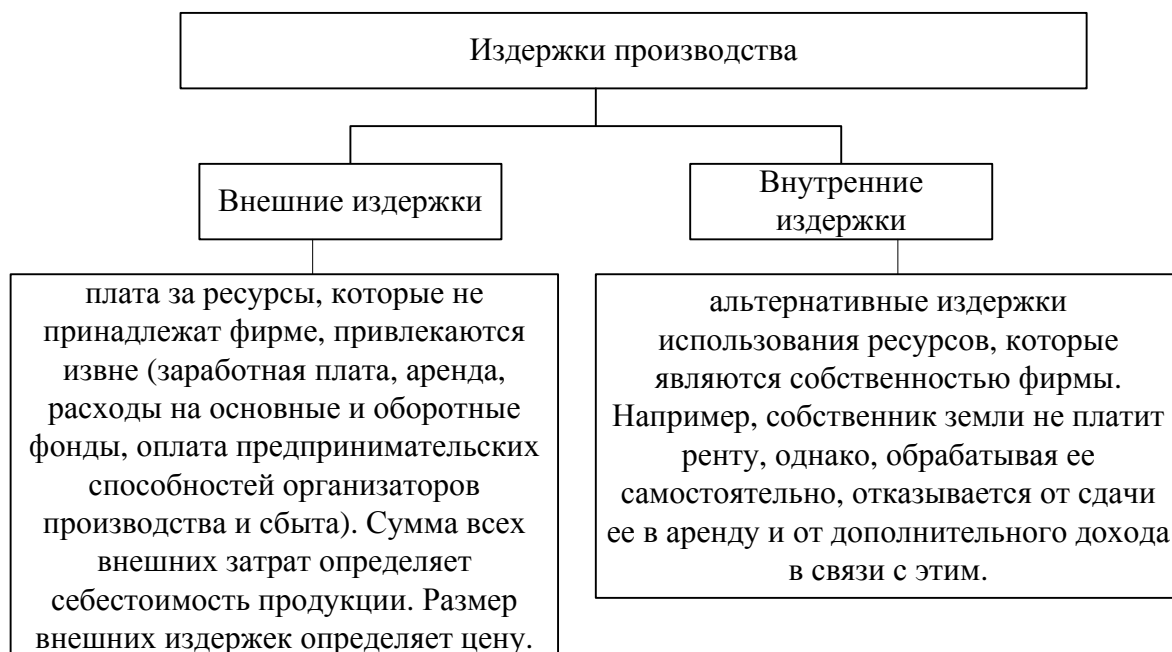 Издержки производства
Внешние издержки
Внутренние
издержки
плата за ресурсы, которые не
принадлежат фирме, привлекаются
извне (заработная плата, аренда,
расходы на основные и оборотные
фонды, оплата предпринимательских
способностей организаторов
производства и сбыта). Сумма всех
внешних затрат определяет
себестоимость продукции. Размер
внешних издержек определяет цену.
альтернативные издержки
использования ресурсов, которые
являются собственностью фирмы.
Например, собственник земли не платит
ренту, однако, обрабатывая ее
самостоятельно, отказывается от сдачи
ее в аренду и от дополнительного дохода
в связи с этим.